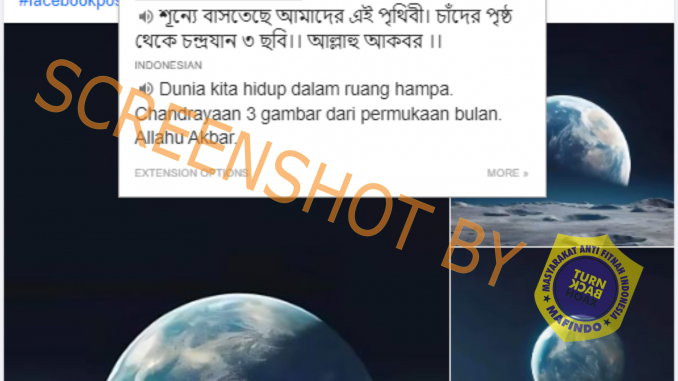 #facebookpos
শূন্যে বাসতেছে আমাদের এই পৃথিবী। চাঁদের পৃষ্ঠ
থেকে চন্দ্রযান ৩ ছবি।। আল্লাহু আকবর ।।
INDONESIAN
Dunia kita hidup dalam ruang hampa.
Chandrayaan 3 gambar dari permukaan bulan.
Allahu Akbar.
EXTENSION OPTIONS
MORE »
SCREENSHOT BY
MASYARAKAT ANTI FITNAH INDONESIA
TURN
BACK
HOAX
MAFINDO